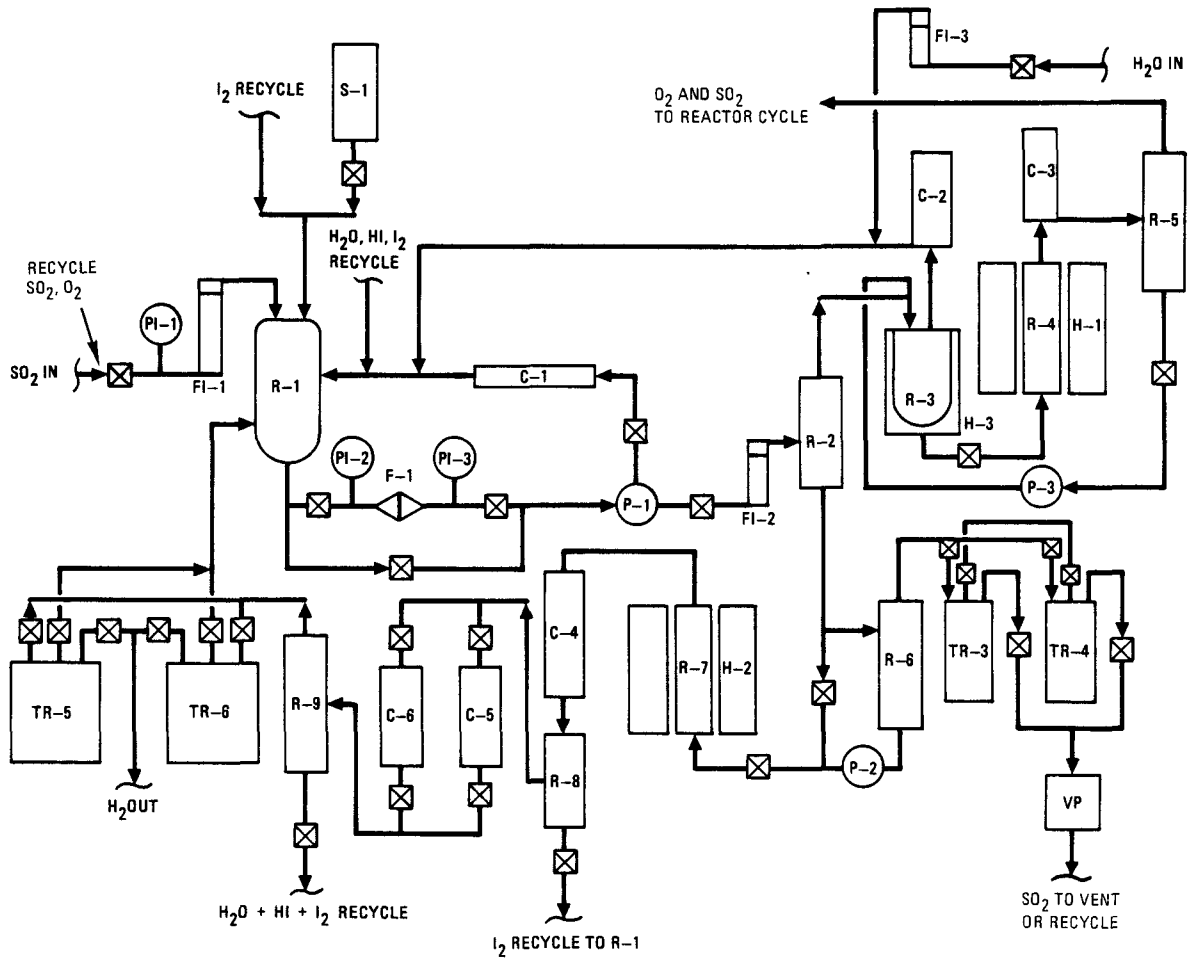 FI–3
H2O IN
S–1
I2 RECYCLE
O2 AND SO2
TO REACTOR CYCLE
C–3
C–2
R–5
H2O, HI, I2
RECYCLE
RECYCLE
SO2, O2
PI–1
R–4
H–1
SO2 IN
FI–1
R–1
C–1
R–3
H–3
R–2
PI–2
F–1
PI–3
P–1
FI–2
P–3
C–4
R–7
H–2
R–6
TR–3
TR–4
TR–5
TR–6
R–9
C–6
C–5
R–8
P–2
H2OUT
VP
H2O + HI + I2 RECYCLE
I2 RECYCLE TO R–1
SO2 TO VENT
OR RECYCLE